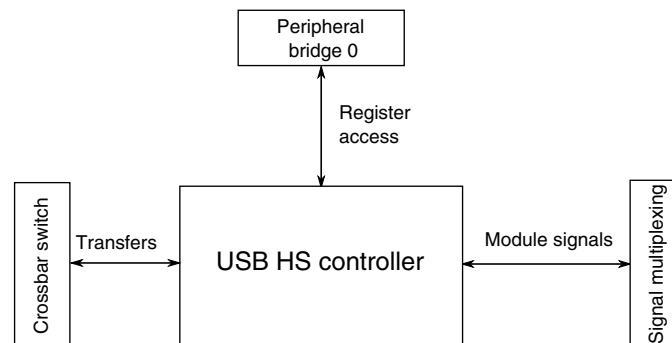 Peripheral
bridge 0
Register
access
Crossbar switch
Transfers
USB HS controller
Module signals
Signal multiplexing